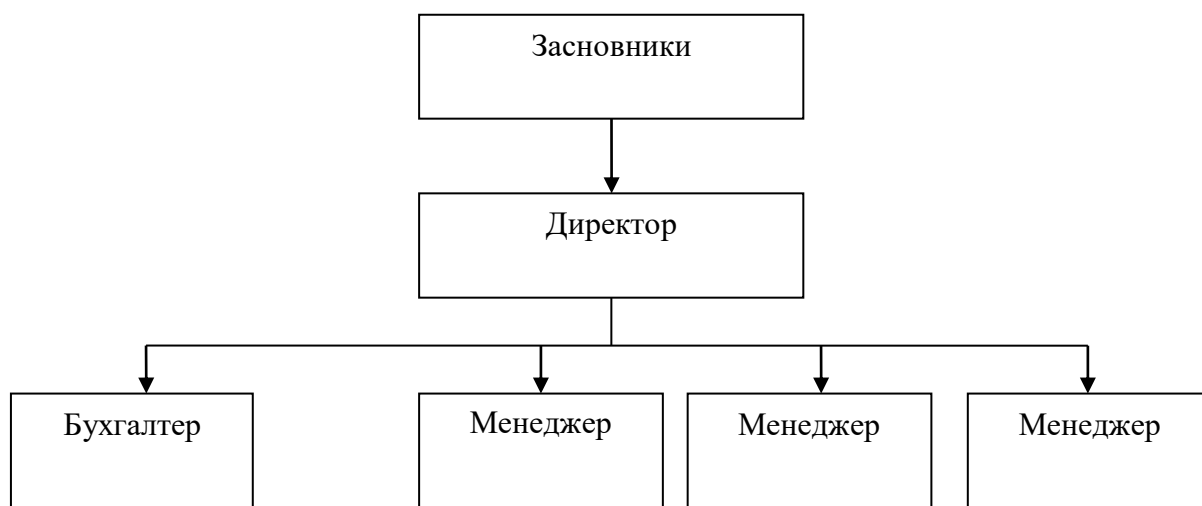 Засновники
Директор
Бухгалтер
Менеджер
Менеджер
Менеджер